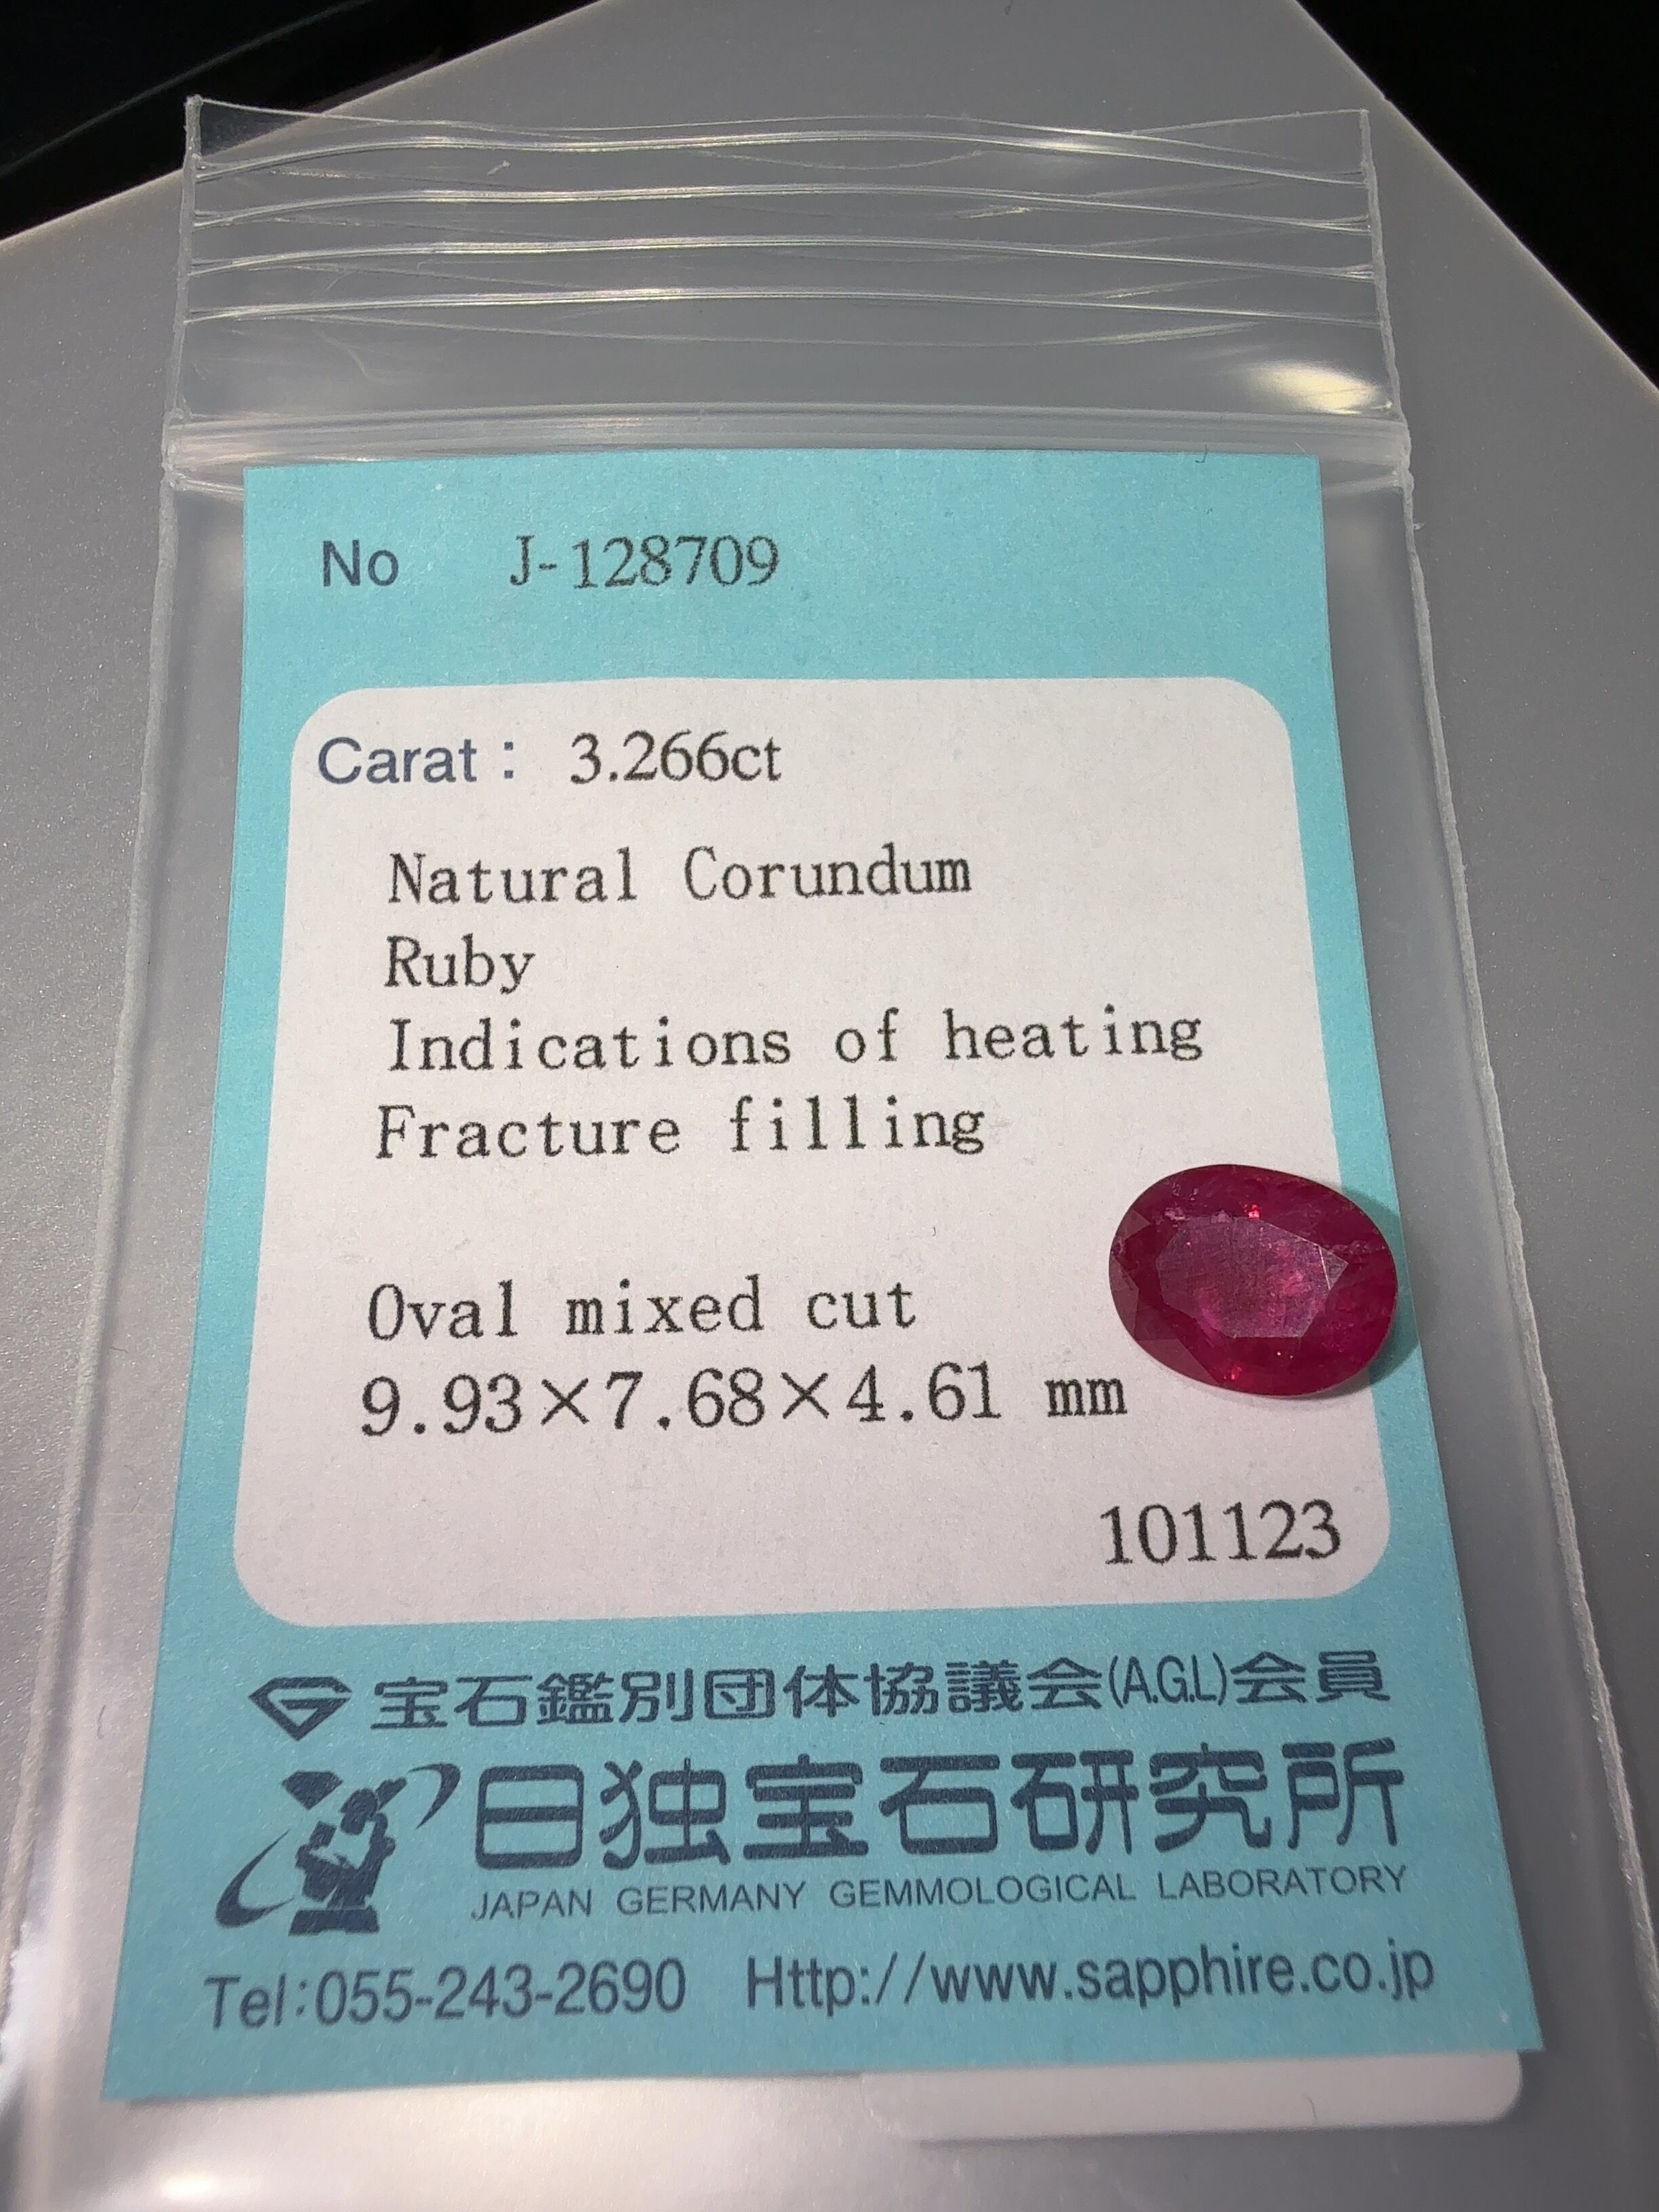 No J-128709
Carat: 3.266ct
Natural Corundum
Ruby
Indications of heating
Fracture filling
Oval mixed cut
9.93×7.68×4.61 mm
101123
宝石鑑別団体協議会(A.G.L)会員
日独宝石研究所
JAPAN GERMANY GEMMOLOGICAL LABORATORY
Tel:055-243-2690 Http://www.sapphire.co.jp